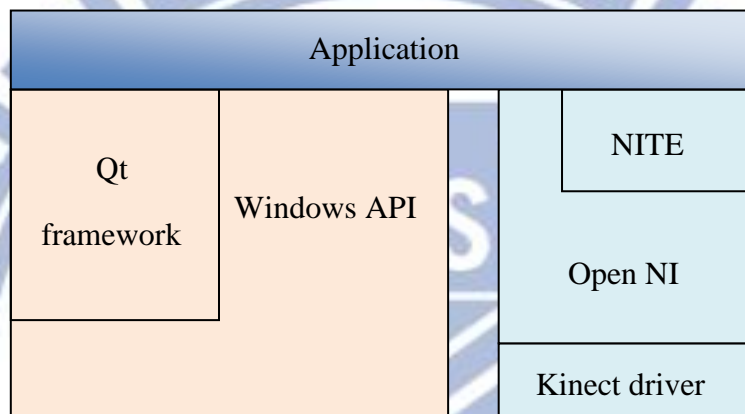 Application
Qt
framework
Windows API
NITE
Open NI
Kinect driver